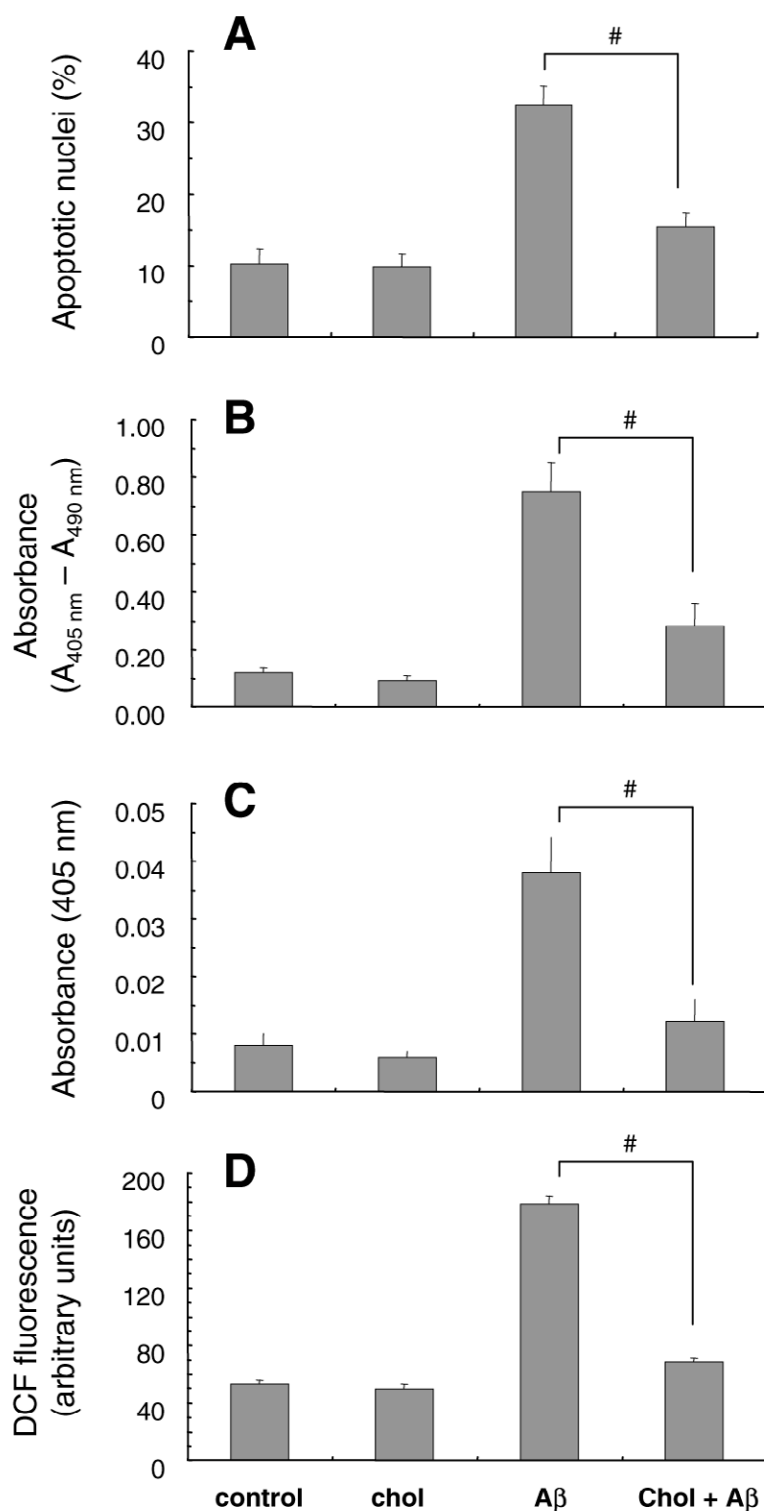 A
#
Apoptotic nuclei (%)
40
30
20
10
0
B
#
Absorbance
(A405 nm – A490 nm)
1.00
0.80
0.60
0.40
0.20
0.00
C
#
Absorbance (405 nm)
0.05
0.04
0.03
0.02
0.01
0
D
#
DCF fluorescence
(arbitrary units)
200
160
120
80
40
0
control chol Aβ Chol + Aβ